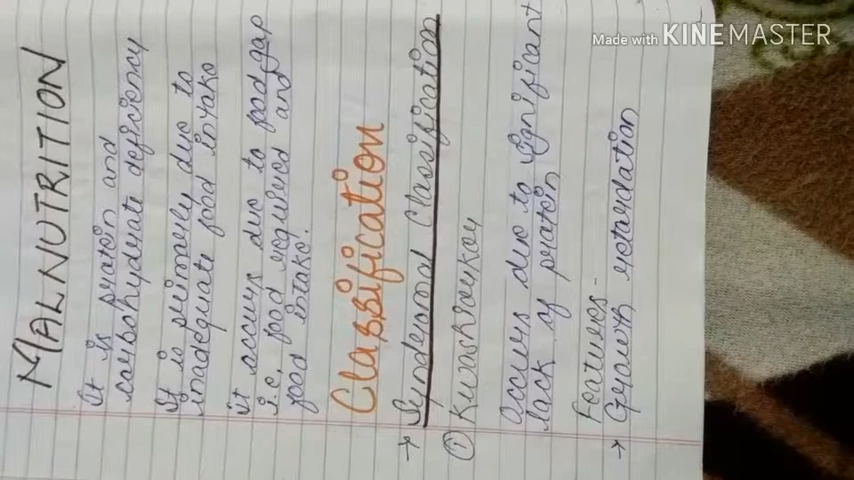 MALNUTRITION
It is protein and
carbohydrate deficiency
It is primary due to
inadequate food intake
it occurs due to food gap
i.e, food required and
food intake.
Classification
→ Syndromal Classification
① Kwashiorkor
Occurs due to significant
lack of protein
Features -
→ Growth retardation
Made with KINEMASTER